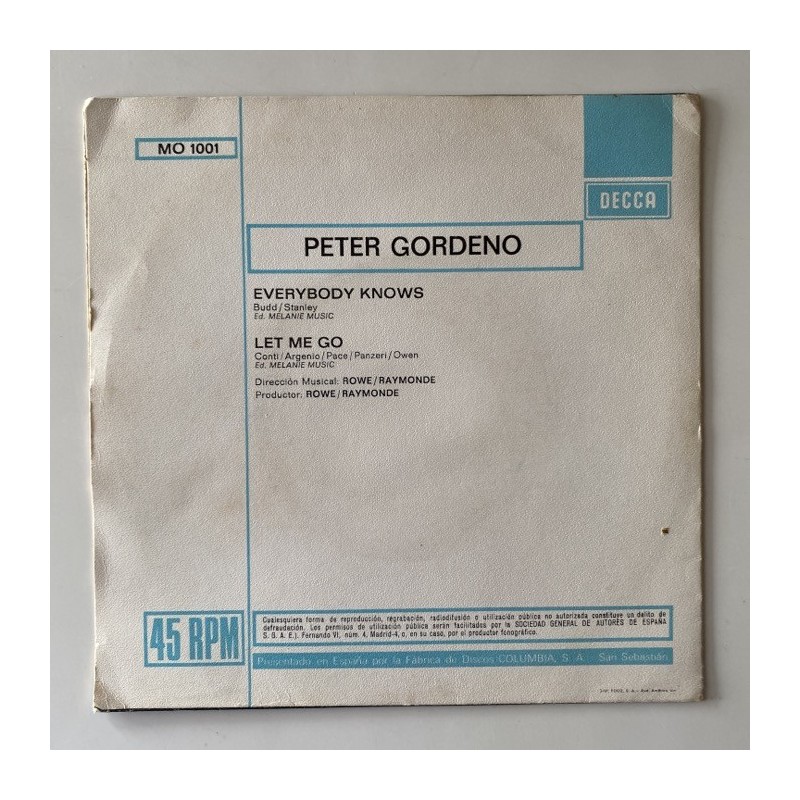 MO 1001
DECCA
PETER GORDENO
EVERYBODY KNOWS
Budd/Stanley
Ed. MELANIE MUSIC
LET ME GO
Conti/Argenio/Pace/Panzeri/Owen
Ed. MELANIE MUSIC
Dirección Musical: ROWE/RAYMONDE
Productor: ROWE/RAYMONDE
45 RPM
Cualesquiera forma de reproducción, regrabación, radiodifusión o utilización pública no autorizada constituye un delito de
defraudación. Los permisos de utilización pública serán facilitados por la SOCIEDAD GENERAL DE AUTORES DE ESPAÑA
S. G. A. E.). Fernando VI, núm. 4, Madrid-4, o, en su caso, por el productor fonográfico.
Presentado en España por la Fábrica de Discos COLUMBIA, S. A. San Sebastián